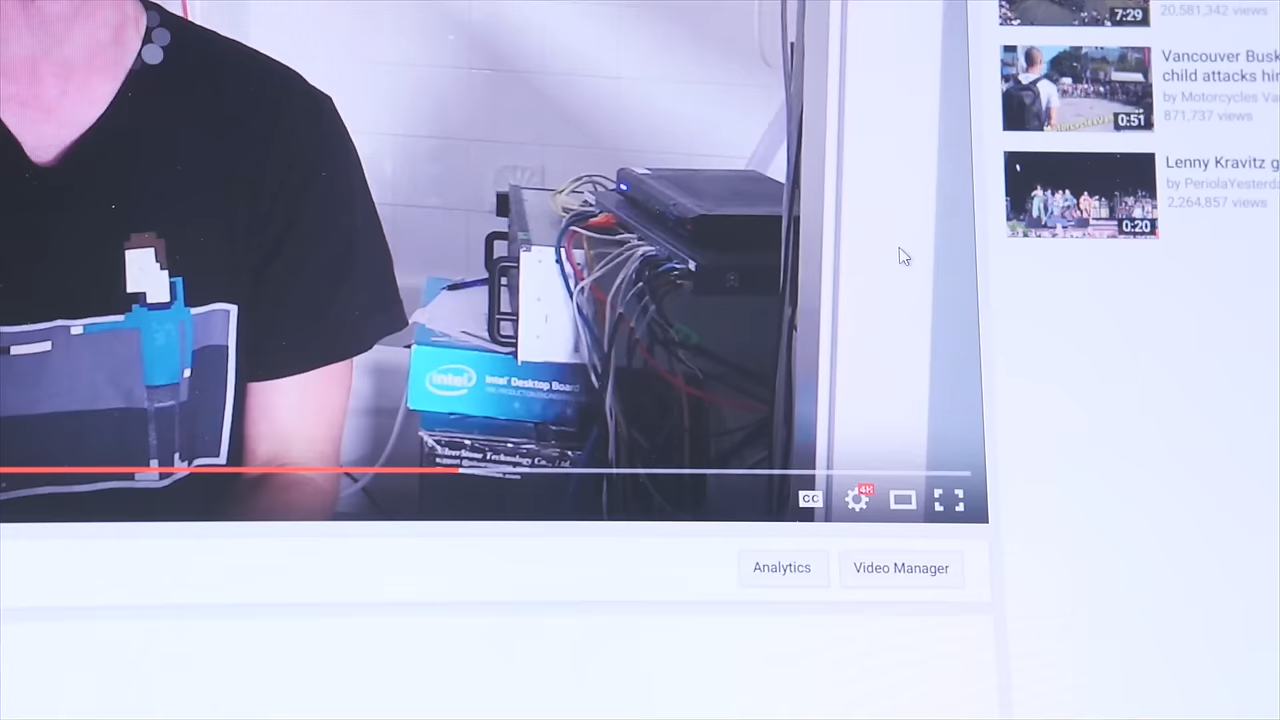 7:29
20,581,342 views
Vancouver Busk
child attacks hi
by Motorcycles Va
871,737 views
0:51
Lenny Kravitz g
by PeriolaYesterda
2,264,857 views
0:20
intel
Intel® Desktop Board
SilverStone Technology Co., Ltd.
CC
4K
Analytics
Video Manager